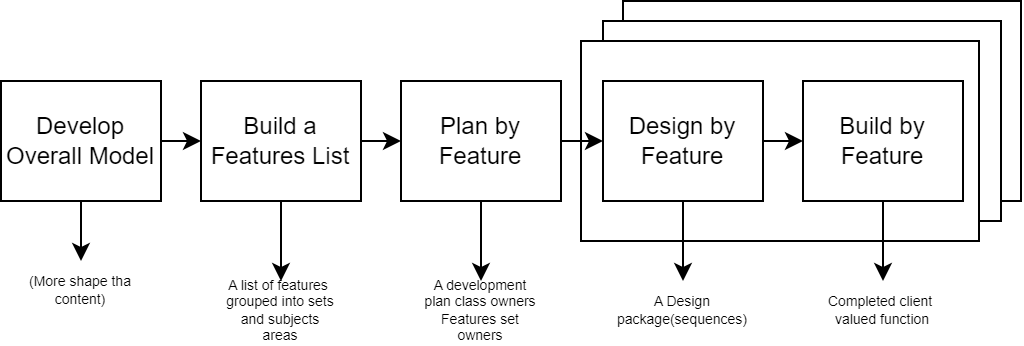 Develop
Overall Model
Build a
Features List
Plan by
Feature
Design by
Feature
Build by
Feature
(More shape tha
content)
A list of features
grouped into sets
and subjects
areas
A development
plan class owners
Features set
owners
A Design
package(sequences)
Completed client
valued function